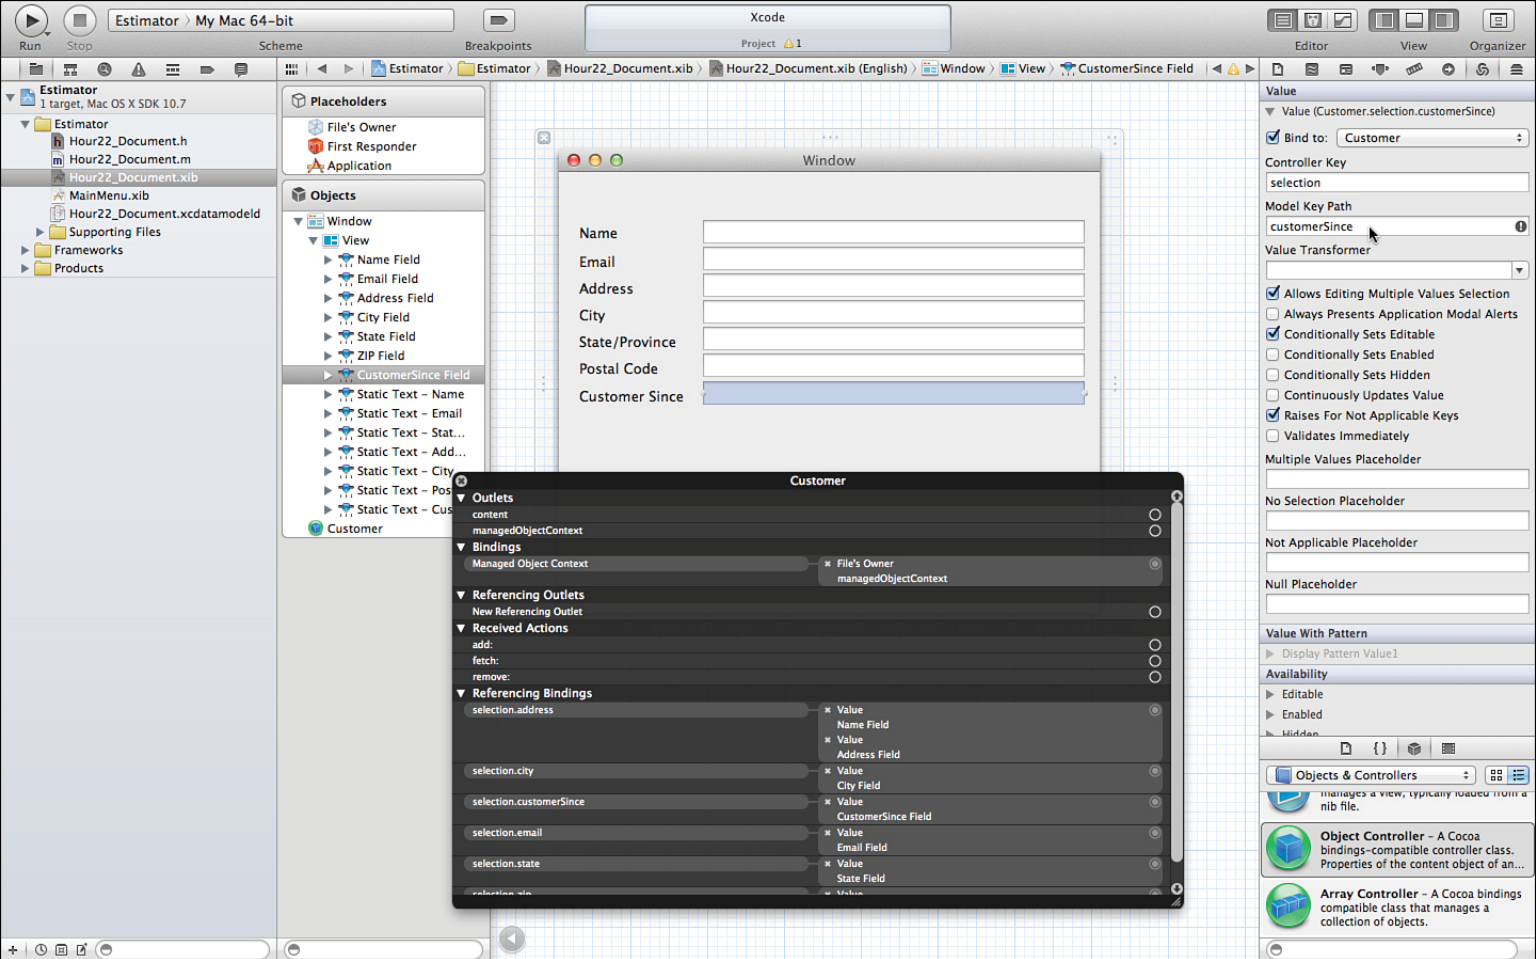 Estimator › My Mac 64-bit
Xcode
Project 1
Run
Stop
Scheme
Breakpoints
Editor
View
Organizer
Estimator
1 target, Mac OS X SDK 10.7
Estimator
Hour22_Document.h
Hour22_Document.m
Hour22_Document.xib
MainMenu.xib
Hour22_Document.xcdatamodeld
Supporting Files
Frameworks
Products
Estimator › Estimator › Hour22_Document.xib › Hour22_Document.xib (English) › Window › View › CustomerSince Field
Placeholders
File's Owner
First Responder
Application
Objects
Window
View
Name Field
Email Field
Address Field
City Field
State Field
ZIP Field
CustomerSince Field
Static Text – Name
Static Text – Email
Static Text – Stat...
Static Text – Add...
Static Text – City
Static Text – Pos
Static Text – Cus
Customer
Window
Name
Email
Address
City
State/Province
Postal Code
Customer Since
Customer
Outlets
content
managedObjectContext
Bindings
Managed Object Context
File's Owner
managedObjectContext
Referencing Outlets
New Referencing Outlet
Received Actions
add:
fetch:
remove:
Referencing Bindings
selection.address
Value
Name Field
Value
Address Field
selection.city
Value
City Field
selection.customerSince
Value
CustomerSince Field
selection.email
Value
Email Field
selection.state
Value
State Field
selection.zip
Value
Value
Value (Customer.selection.customerSince)
Bind to: Customer
Controller Key
selection
Model Key Path
customerSince
Value Transformer
Allows Editing Multiple Values Selection
Always Presents Application Modal Alerts
Conditionally Sets Editable
Conditionally Sets Enabled
Conditionally Sets Hidden
Continuously Updates Value
Raises For Not Applicable Keys
Validates Immediately
Multiple Values Placeholder
No Selection Placeholder
Not Applicable Placeholder
Null Placeholder
Value With Pattern
Display Pattern Value1
Availability
Editable
Enabled
Hidden
{ }
Objects & Controllers
manages a view, typically loaded from a
nib file.
Object Controller – A Cocoa
bindings-compatible controller class.
Properties of the content object of an...
Array Controller – A Cocoa bindings
compatible class that manages a
collection of objects.